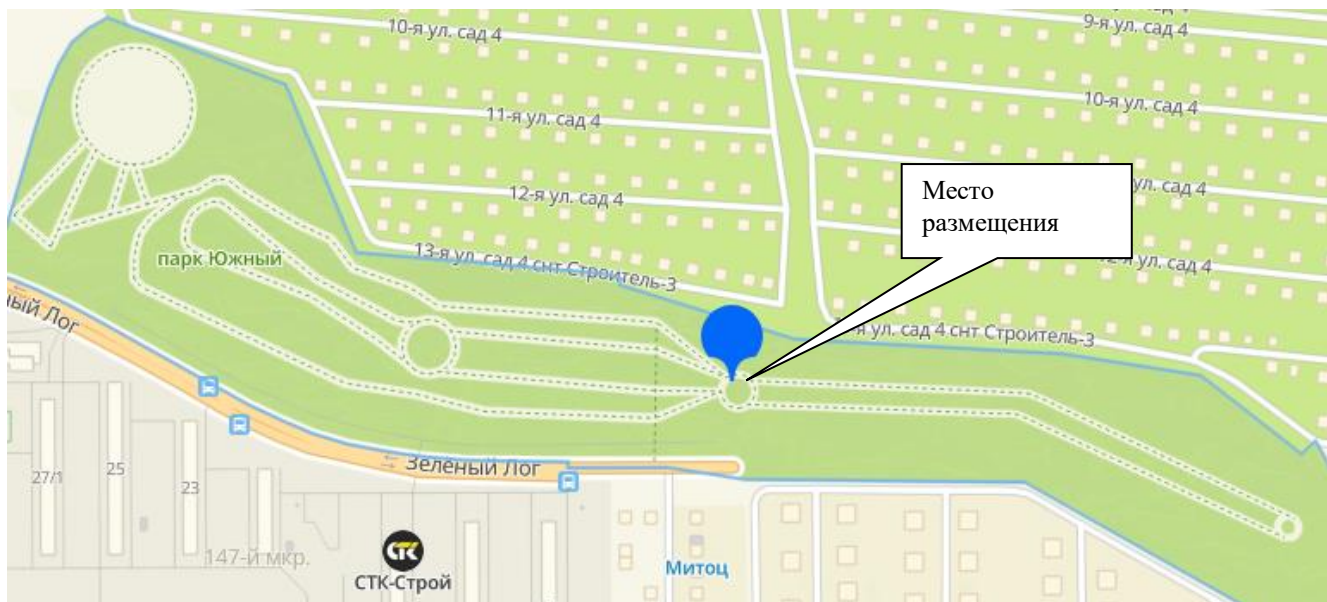 10-я ул. сад 4
9-я ул. сад 4
10-я ул. сад 4
11-я ул. сад 4
12-я ул. сад 4
Место
размещения
ул. сад 4
13-я ул. сад 4 снт Строитель-3
12-я ул. сад 4
парк Южный
я ул. сад 4 снт Строитель-3
ный Лог
Зелёный Лог
27/1
25
23
147-й мкр.
СТК
СТК-Строй
Митоц